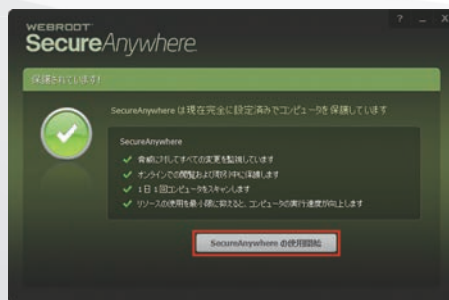 ? _ X
WEBROOT
SecureAnywhere.
保護されています!
SecureAnywhere は現在完全に設定済みでコンピュータを保護しています
SecureAnywhere
✓ 脅威に対してすべての変更を監視しています
✓ オンラインでの閲覧および取引中に保護します
✓ 1日1回コンピュータをスキャンします
✓ リソースの使用を最小限に抑えると、コンピュータの実行速度が向上します
SecureAnywhere の使用開始